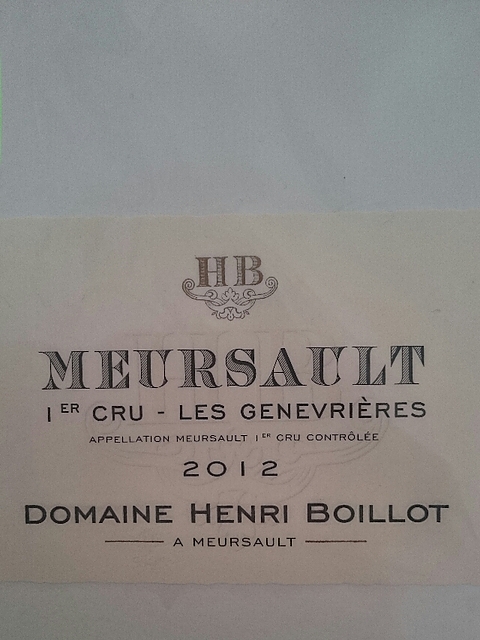 HB
MEURSAULT
1ER CRU - LES GENEVRIÈRES
APPELLATION MEURSAULT 1ER CRU CONTRÔLÉE
2012
DOMAINE HENRI BOILLOT
A MEURSAULT